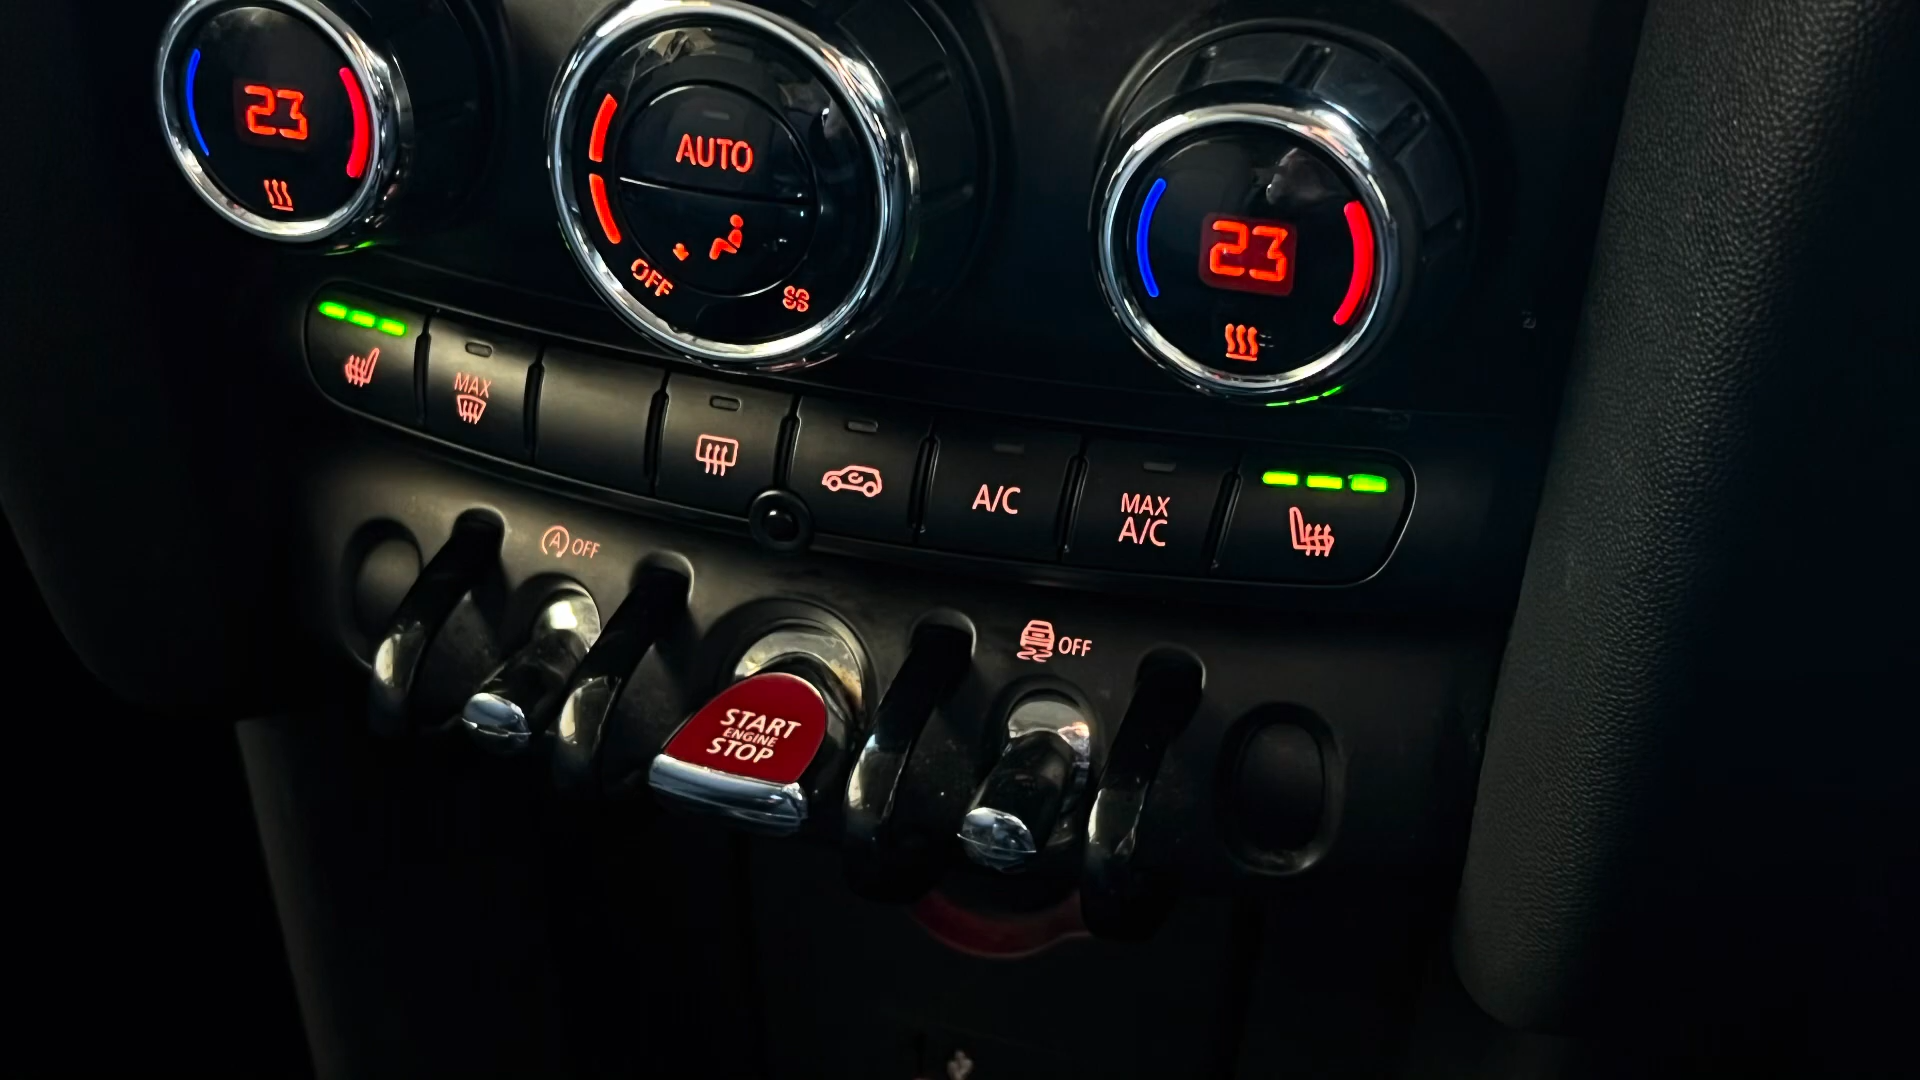 23
AUTO
OFF
23
MAX
A/C
MAX
A/C
OFF
OFF
START
ENGINE
STOP